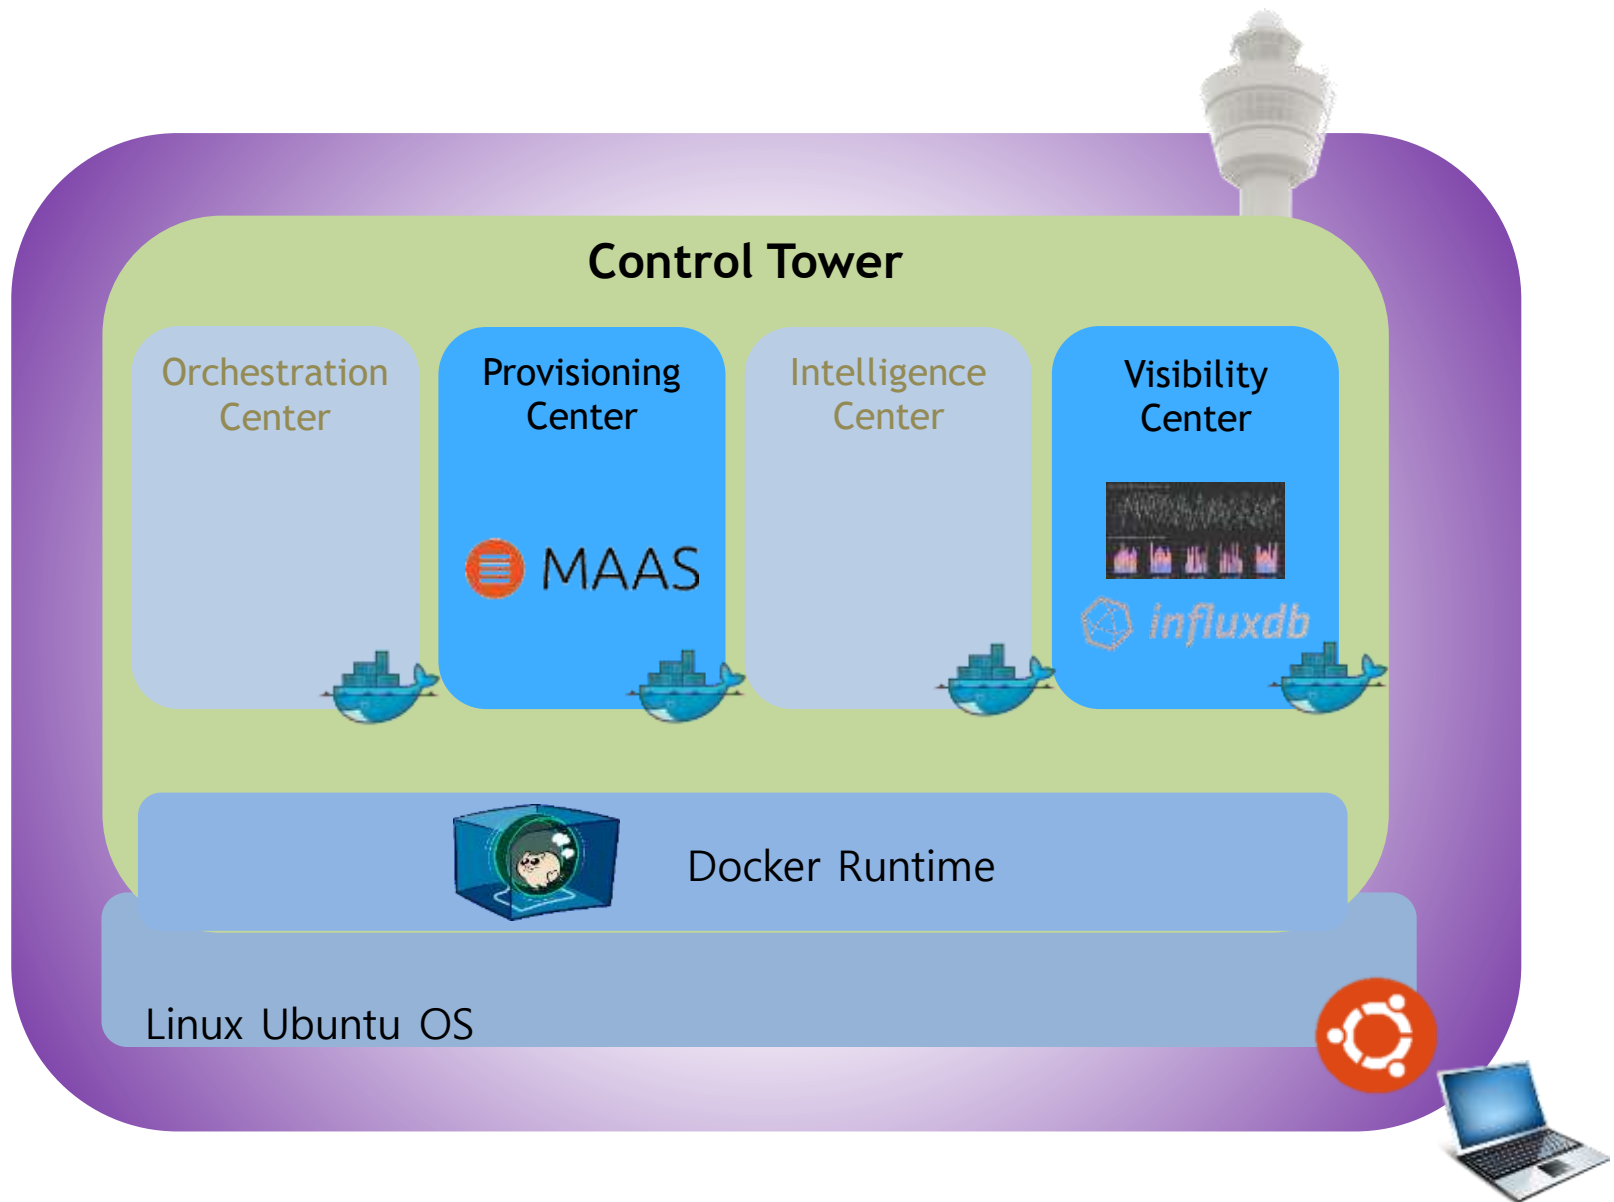 Control Tower
Orchestration
Center
Provisioning
Center
Intelligence
Center
Visibility
Center
MAAS
influxdb
Docker Runtime
Linux Ubuntu OS